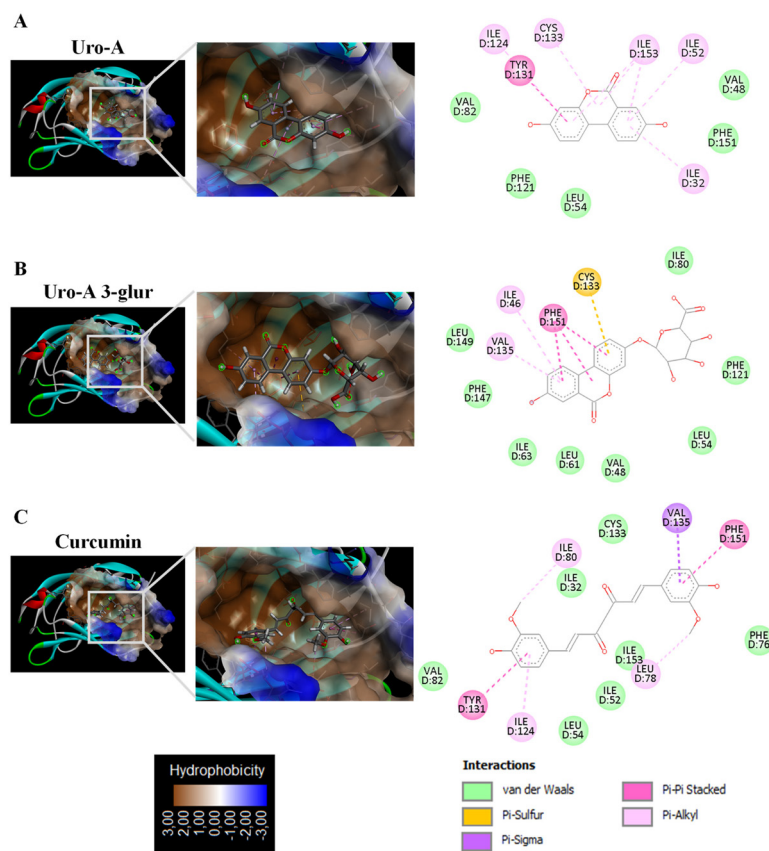 A
Uro-A
ILE
D:124
CYS
D:133
ILE
D:153
ILE
D:52
TYR
D:131
VAL
D:48
VAL
D:82
PHE
D:151
O
O
O
O
PHE
D:121
LEU
D:54
ILE
D:32
B
Uro-A 3-glur
ILE
D:80
CYS
D:133
ILE
D:46
PHE
D:151
LEU
D:149
VAL
D:135
PHE
D:121
PHE
D:147
LEU
D:54
ILE
D:63
LEU
D:61
VAL
D:48
C
Curcumin
CYS
D:133
VAL
D:135
PHE
D:151
ILE
D:80
ILE
D:32
PHE
D:76
ILE
D:153
LEU
D:78
VAL
D:82
ILE
D:52
TYR
D:131
ILE
D:124
LEU
D:54
Hydrophobicity
3,00
2,00
1,00
0,00
-1,00
-2,00
-3,00
Interactions
van der Waals
Pi-Sulfur
Pi-Sigma
Pi-Pi Stacked
Pi-Alkyl